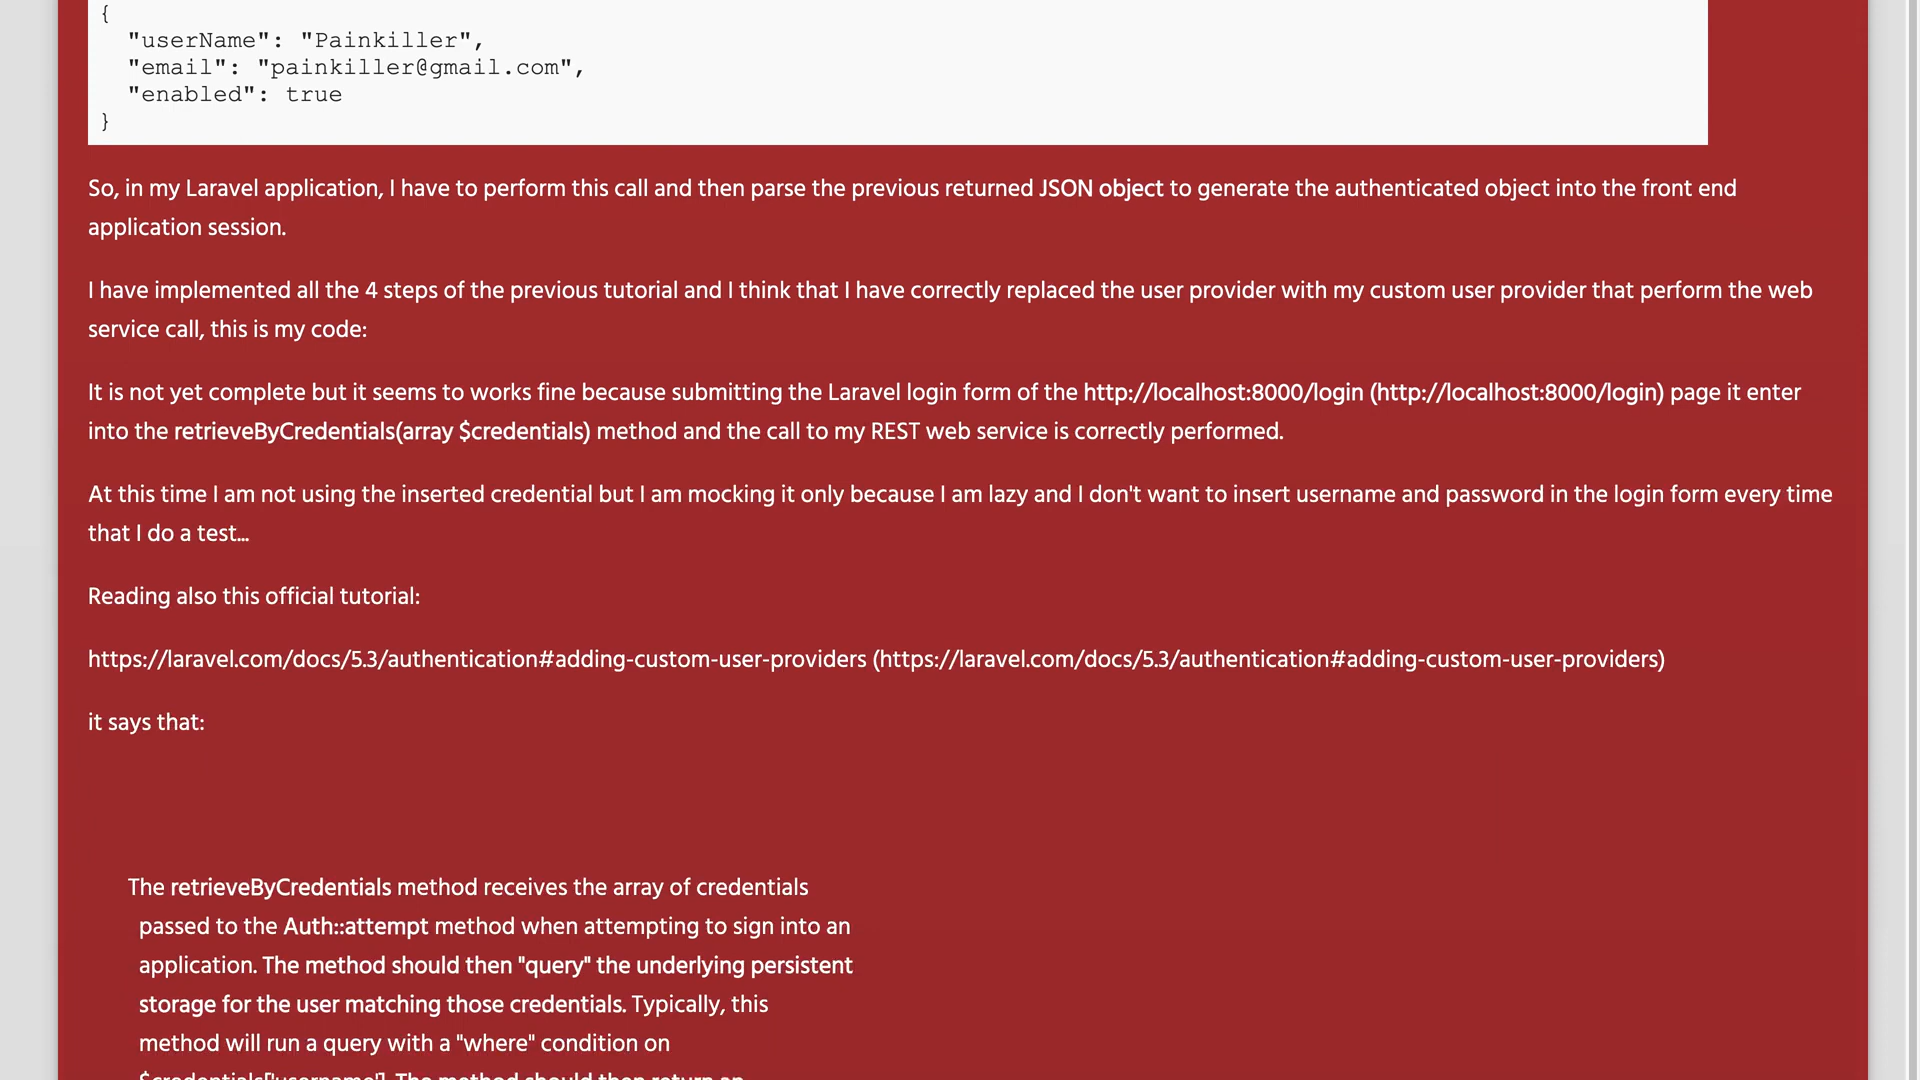 {
"userName": "Painkiller",
"email": "painkiller@gmail.com",
"enabled": true
}
So, in my Laravel application, I have to perform this call and then parse the previous returned JSON object to generate the authenticated object into the front end
application session.
I have implemented all the 4 steps of the previous tutorial and I think that I have correctly replaced the user provider with my custom user provider that perform the web
service call, this is my code:
It is not yet complete but it seems to works fine because submitting the Laravel login form of the http://localhost:8000/login (http://localhost:8000/login) page it enter
into the retrieveByCredentials(array $credentials) method and the call to my REST web service is correctly performed.
At this time I am not using the inserted credential but I am mocking it only because I am lazy and I don't want to insert username and password in the login form every time
that I do a test...
Reading also this official tutorial:
https://laravel.com/docs/5.3/authentication#adding-custom-user-providers (https://laravel.com/docs/5.3/authentication#adding-custom-user-providers)
it says that:
The retrieveByCredentials method receives the array of credentials
passed to the Auth::attempt method when attempting to sign into an
application. The method should then "query" the underlying persistent
storage for the user matching those credentials. Typically, this
method will run a query with a "where" condition on
$credentials['username']. The method should then return an